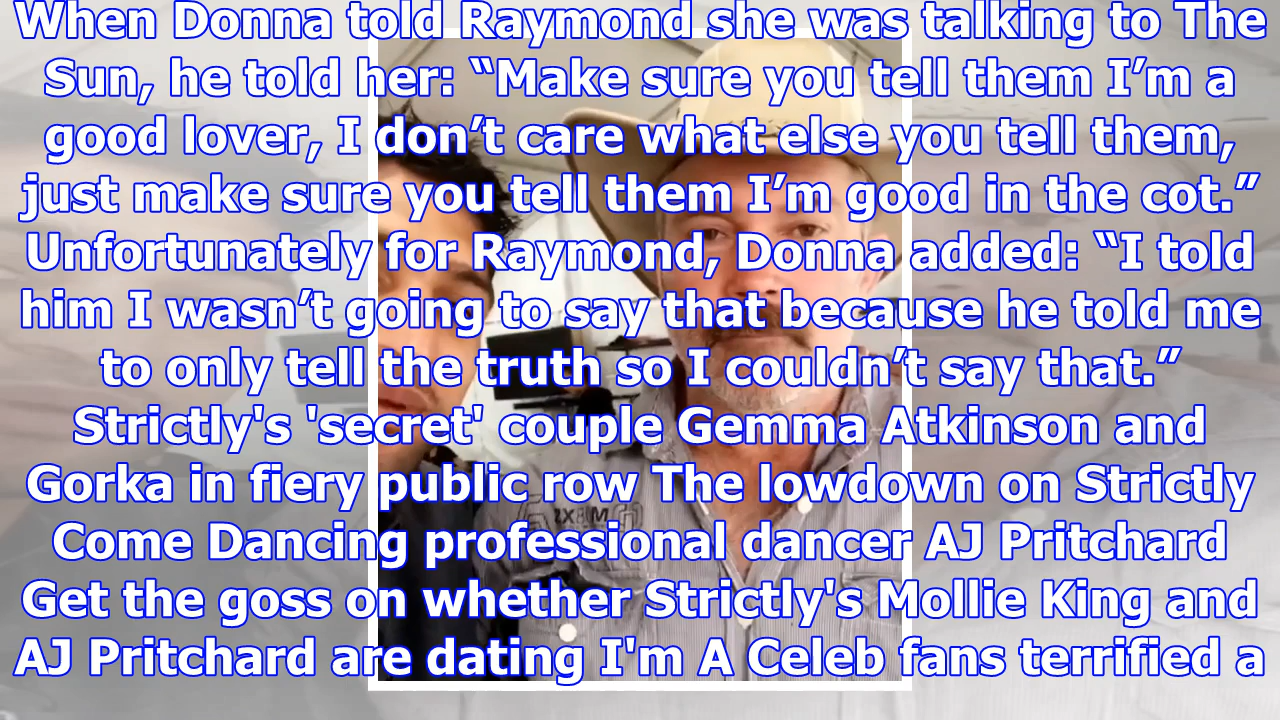 When Donna told Raymond she was talking to The
Sun, he told her: “Make sure you tell them I’m a
good lover, I don’t care what else you tell them,
just make sure you tell them I’m good in the cot.”
Unfortunately for Raymond, Donna added: “I told
him I wasn’t going to say that because he told me
to only tell the truth so I couldn’t say that.”
Strictly's 'secret' couple Gemma Atkinson and
Gorka in fiery public row The lowdown on Strictly
Come Dancing professional dancer AJ Pritchard
Get the goss on whether Strictly's Mollie King and
AJ Pritchard are dating I'm A Celeb fans terrified a